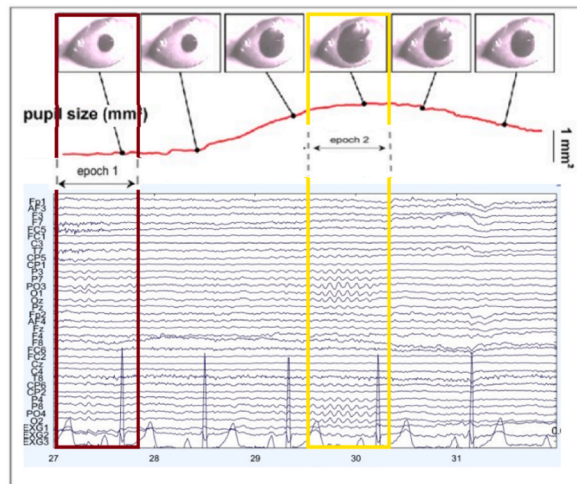 pupil size (mm²)
1 mm²
epoch 1
epoch 2
Fp1
AF3
F3
F7
FC5
FC1
C3
T7
CP5
CP1
P3
P7
PO3
O1
Oz
Pz
Fp2
AF4
Fz
F4
F8
FC6
FC2
Cz
C4
T8
CP6
CP2
P4
P8
PO4
O2
EXG1
EXG2
EXG3
27 28 29 30 31